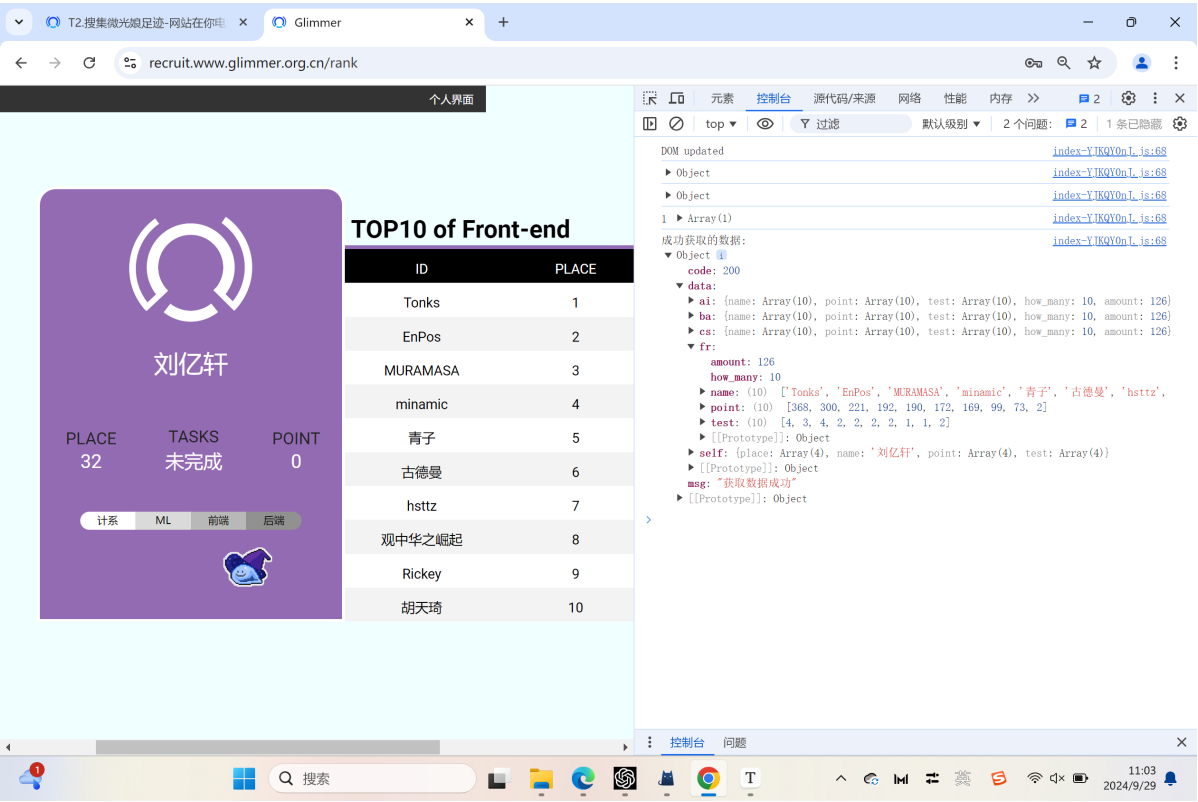 T2.搜集微光娘足迹-网站在你电
Glimmer
recruit.www.glimmer.org.cn/rank
个人界面
刘亿轩
PLACE
TASKS
POINT
32
未完成
0
计系
ML
前端
后端
TOP10 of Front-end
ID PLACE
Tonks 1
EnPos 2
MURAMASA 3
minamic 4
青子 5
古德曼 6
hsttz 7
观中华之崛起 8
Rickey 9
胡天琦 10
元素 控制台 源代码/来源 网络 性能 内存 2
top 过滤 默认级别 2 个问题: 2 1 条已隐藏
DOM updated index-YJKQYOnJ.js:68
Object index-YJKQYOnJ.js:68
Object index-YJKQYOnJ.js:68
1 Array(1) index-YJKQYOnJ.js:68
成功获取的数据: index-YJKQYOnJ.js:68
Object i
code: 200
data:
ai: {name: Array(10), point: Array(10), test: Array(10), how_many: 10, amount: 126}
ba: {name: Array(10), point: Array(10), test: Array(10), how_many: 10, amount: 126}
cs: {name: Array(10), point: Array(10), test: Array(10), how_many: 10, amount: 126}
fr:
amount: 126
how_many: 10
name: (10) ['Tonks', 'EnPos', 'MURAMASA', 'minamic', '青子', '古德曼', 'hsttz',
point: (10) [368, 300, 221, 192, 190, 172, 169, 99, 73, 2]
test: (10) [4, 3, 4, 2, 2, 2, 2, 1, 1, 2]
[[Prototype]]: Object
self: {place: Array(4), name: '刘亿轩', point: Array(4), test: Array(4)}
[[Prototype]]: Object
msg: "获取数据成功"
[[Prototype]]: Object
控制台 问题
1
搜索
T
英
11:03
2024/9/29